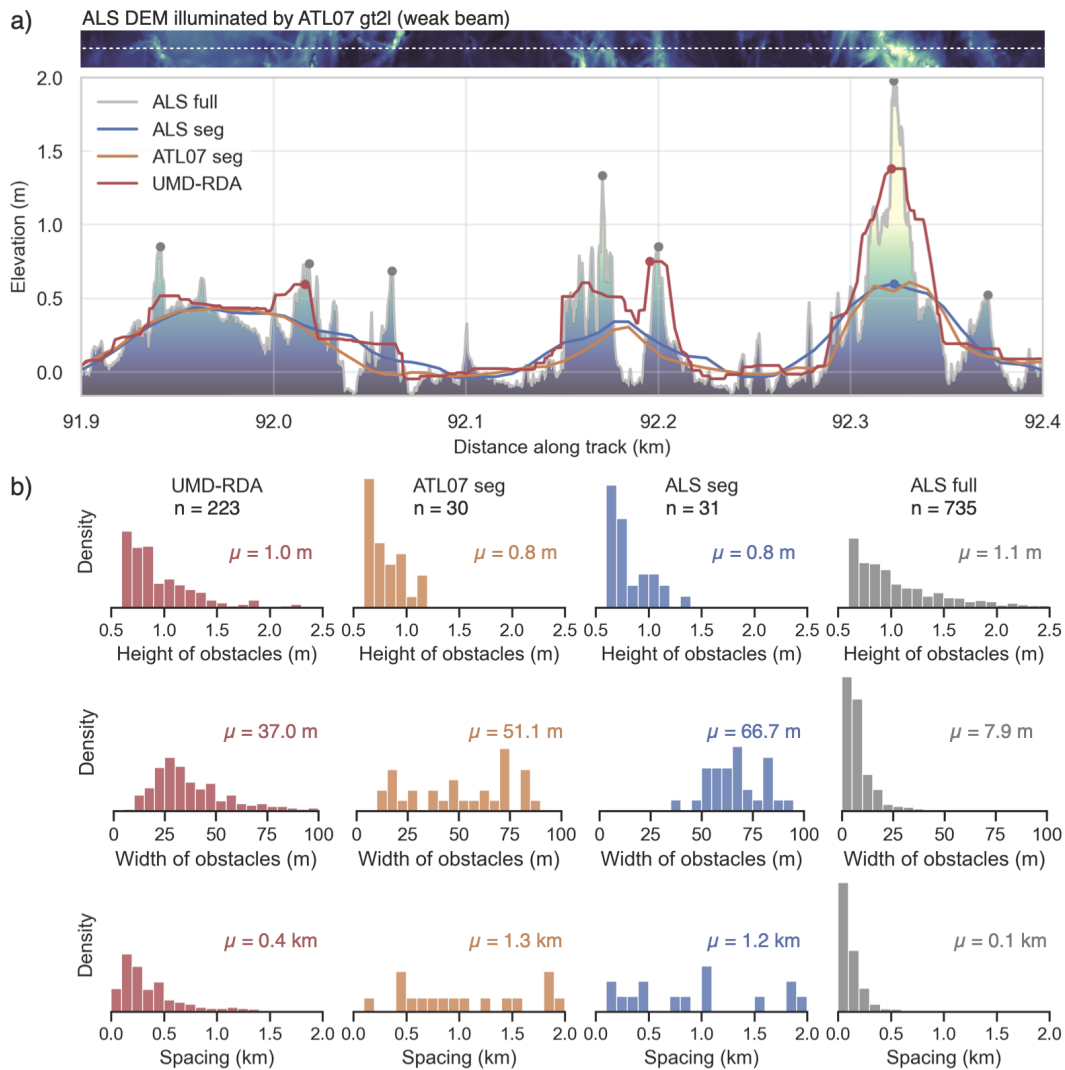 a)
ALS DEM illuminated by ATL07 gt2l (weak beam)
2.0
1.5
1.0
0.5
0.0
Elevation (m)
ALS full
ALS seg
ATL07 seg
UMD-RDA
91.9 92.0 92.1 92.2 92.3 92.4
Distance along track (km)
b)
UMD-RDA
n = 223
ATL07 seg
n = 30
ALS seg
n = 31
ALS full
n = 735
Density
μ = 1.0 m
μ = 0.8 m
μ = 0.8 m
μ = 1.1 m
0.5 1.0 1.5 2.0 2.5
0.5 1.0 1.5 2.0 2.5
0.5 1.0 1.5 2.0 2.5
0.5 1.0 1.5 2.0 2.5
Height of obstacles (m)
Height of obstacles (m)
Height of obstacles (m)
Height of obstacles (m)
Density
μ = 37.0 m
μ = 51.1 m
μ = 66.7 m
μ = 7.9 m
0 25 50 75 100
0 25 50 75 100
0 25 50 75 100
0 25 50 75 100
Width of obstacles (m)
Width of obstacles (m)
Width of obstacles (m)
Width of obstacles (m)
Density
μ = 0.4 km
μ = 1.3 km
μ = 1.2 km
μ = 0.1 km
0.0 0.5 1.0 1.5 2.0
0.0 0.5 1.0 1.5 2.0
0.0 0.5 1.0 1.5 2.0
0.0 0.5 1.0 1.5 2.0
Spacing (km)
Spacing (km)
Spacing (km)
Spacing (km)